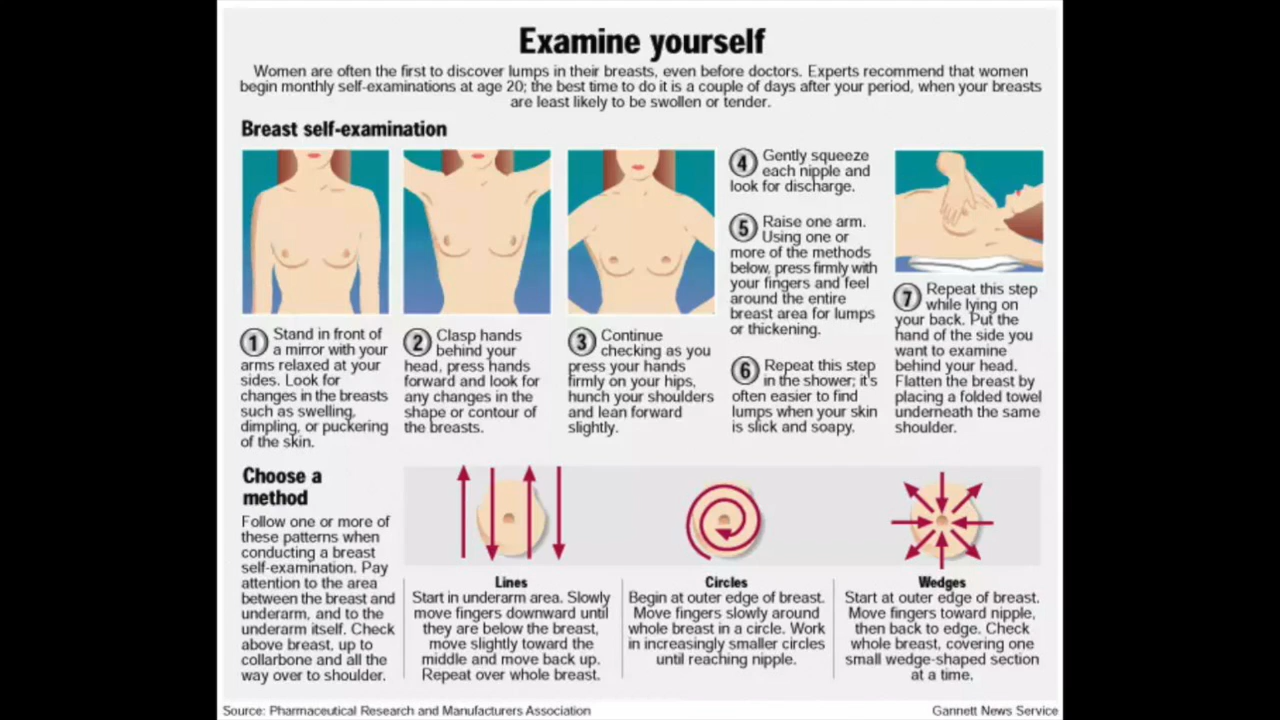 Examine yourself
Women are often the first to discover lumps in their breasts, even before doctors. Experts recommend that women
begin monthly self-examinations at age 20; the best time to do it is a couple of days after your period, when your breasts
are least likely to be swollen or tender.
Breast self-examination
1 Stand in front of
a mirror with your
arms relaxed at your
sides. Look for
changes in the breasts
such as swelling,
dimpling, or puckering
of the skin.
2 Clasp hands
behind your
head, press hands
forward and look for
any changes in the
shape or contour of
the breasts.
3 Continue
checking as you
press your hands
firmly on your hips,
hunch your shoulders
and lean forward
slightly.
4 Gently squeeze
each nipple and
look for discharge.
5 Raise one arm.
Using one or
more of the methods
below, press firmly with
your fingers and feel
around the entire
breast area for lumps
or thickening.
6 Repeat this step
in the shower; it's
often easier to find
lumps when your skin
is slick and soapy.
7 Repeat this step
while lying on
your back. Put the
hand of the side you
want to examine
behind your head.
Flatten the breast by
placing a folded towel
underneath the same
shoulder.
Choose a
method
Follow one or more of
these patterns when
conducting a breast
self-examination. Pay
attention to the area
between the breast and
underarm, and to the
underarm itself. Check
above breast, up to
collarbone and all the
way over to shoulder.
Lines
Start in underarm area. Slowly
move fingers downward until
they are below the breast,
move slightly toward the
middle and move back up.
Repeat over whole breast.
Circles
Begin at outer edge of breast.
Move fingers slowly around
whole breast in a circle. Work
in increasingly smaller circles
until reaching nipple.
Wedges
Start at outer edge of breast.
Move fingers toward nipple,
then back to edge. Check
whole breast, covering one
small wedge-shaped section
at a time.
Source: Pharmaceutical Research and Manufacturers Association
Gannett News Service